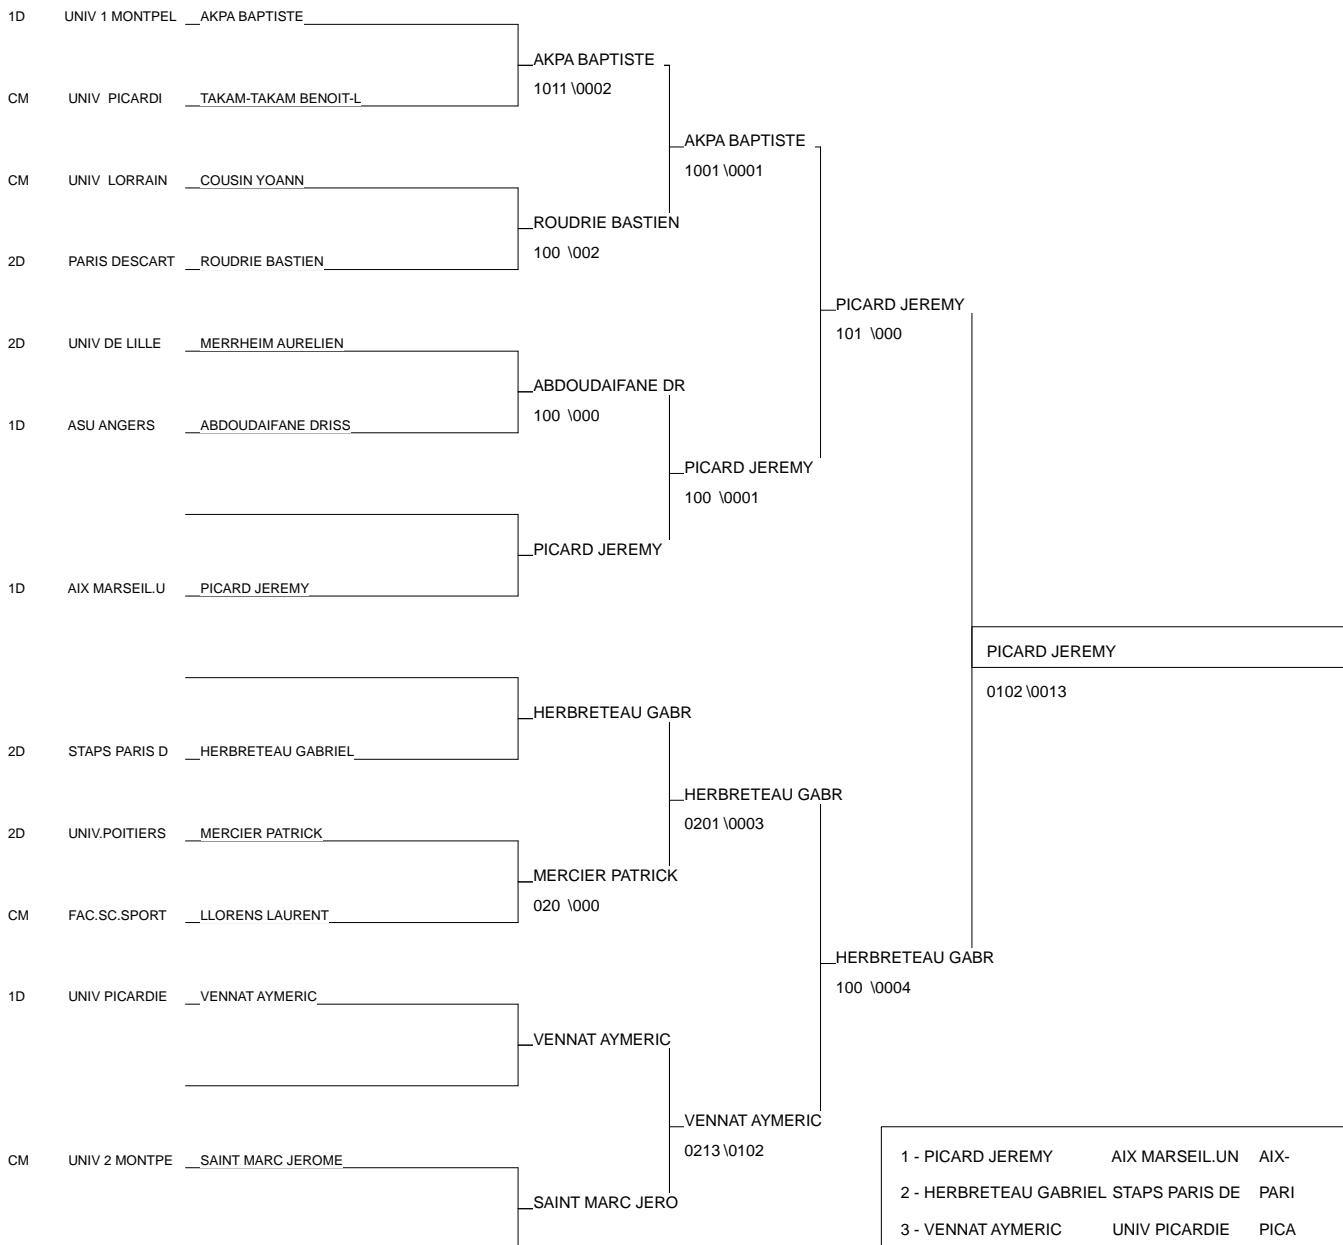 1D UNIV 1 MONTPEL AKPA BAPTISTE
AKPA BAPTISTE
1011 \0002
CM UNIV PICARDI TAKAM-TAKAM BENOIT-L
AKPA BAPTISTE
1001 \0001
CM UNIV LORRAIN COUSIN YOANN
ROUDRIE BASTIEN
100 \002
2D PARIS DESCART ROUDRIE BASTIEN
PICARD JEREMY
101 \000
2D UNIV DE LILLE MERRHEIM AURELIEN
ABDOUDAIFANE DR
100 \000
1D ASU ANGERS ABDOUDAIFANE DRISS
PICARD JEREMY
100 \0001
PICARD JEREMY
1D AIX MARSEIL.U PICARD JEREMY
PICARD JEREMY
0102 \0013
HERBRETEAU GABR
2D STAPS PARIS D HERBRETEAU GABRIEL
HERBRETEAU GABR
0201 \0003
2D UNIV.POITIERS MERCIER PATRICK
MERCIER PATRICK
020 \000
CM FAC.SC.SPORT LLORENS LAURENT
HERBRETEAU GABR
100 \0004
1D UNIV PICARDIE VENNAT AYMERIC
VENNAT AYMERIC
VENNAT AYMERIC
0213 \0102
CM UNIV 2 MONTPE SAINT MARC JEROME
SAINT MARC JERO
1 - PICARD JEREMY AIX MARSEIL.UN AIX-
2 - HERBRETEAU GABRIEL STAPS PARIS DE PARI
3 - VENNAT AYMERIC UNIV PICARDIE PICA